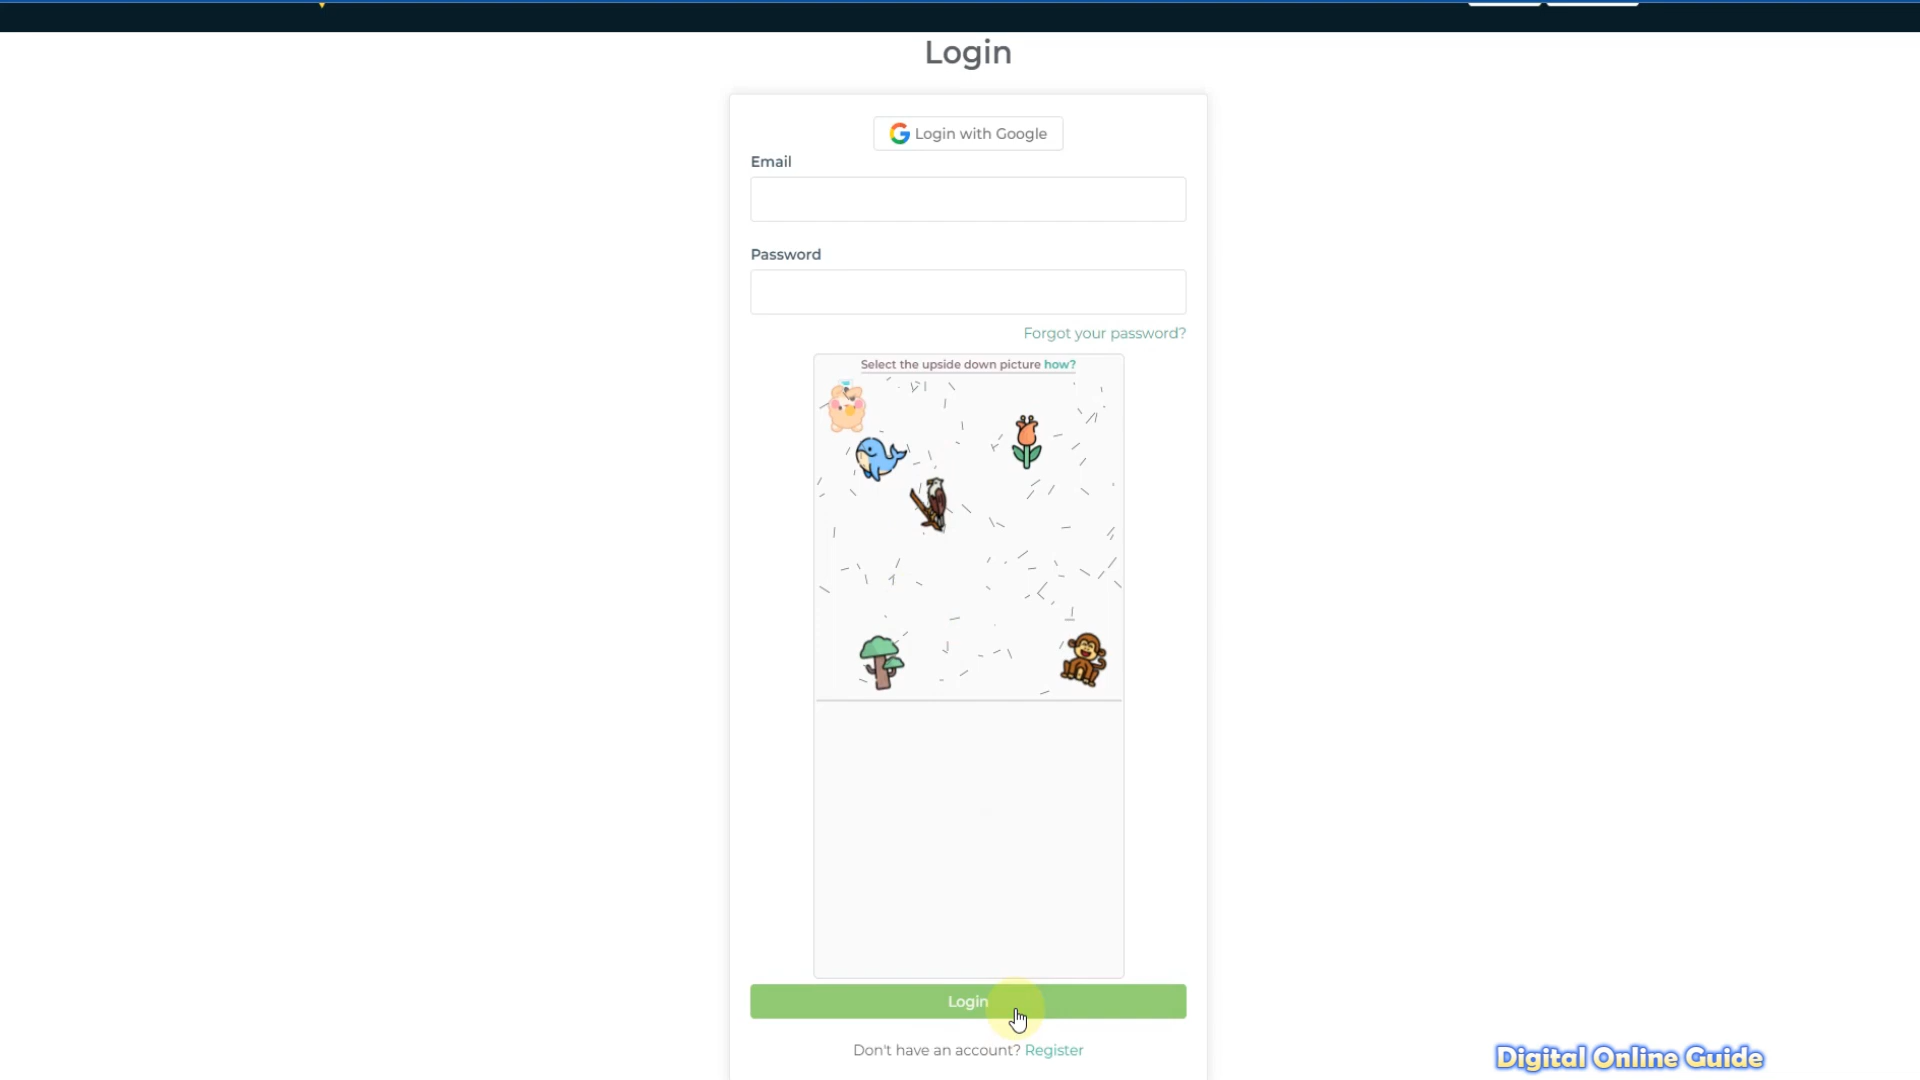 Login
Login with Google
Email
Password
Forgot your password?
Select the upside down picture how?
Login
Don't have an account? Register
Digital Online Guide